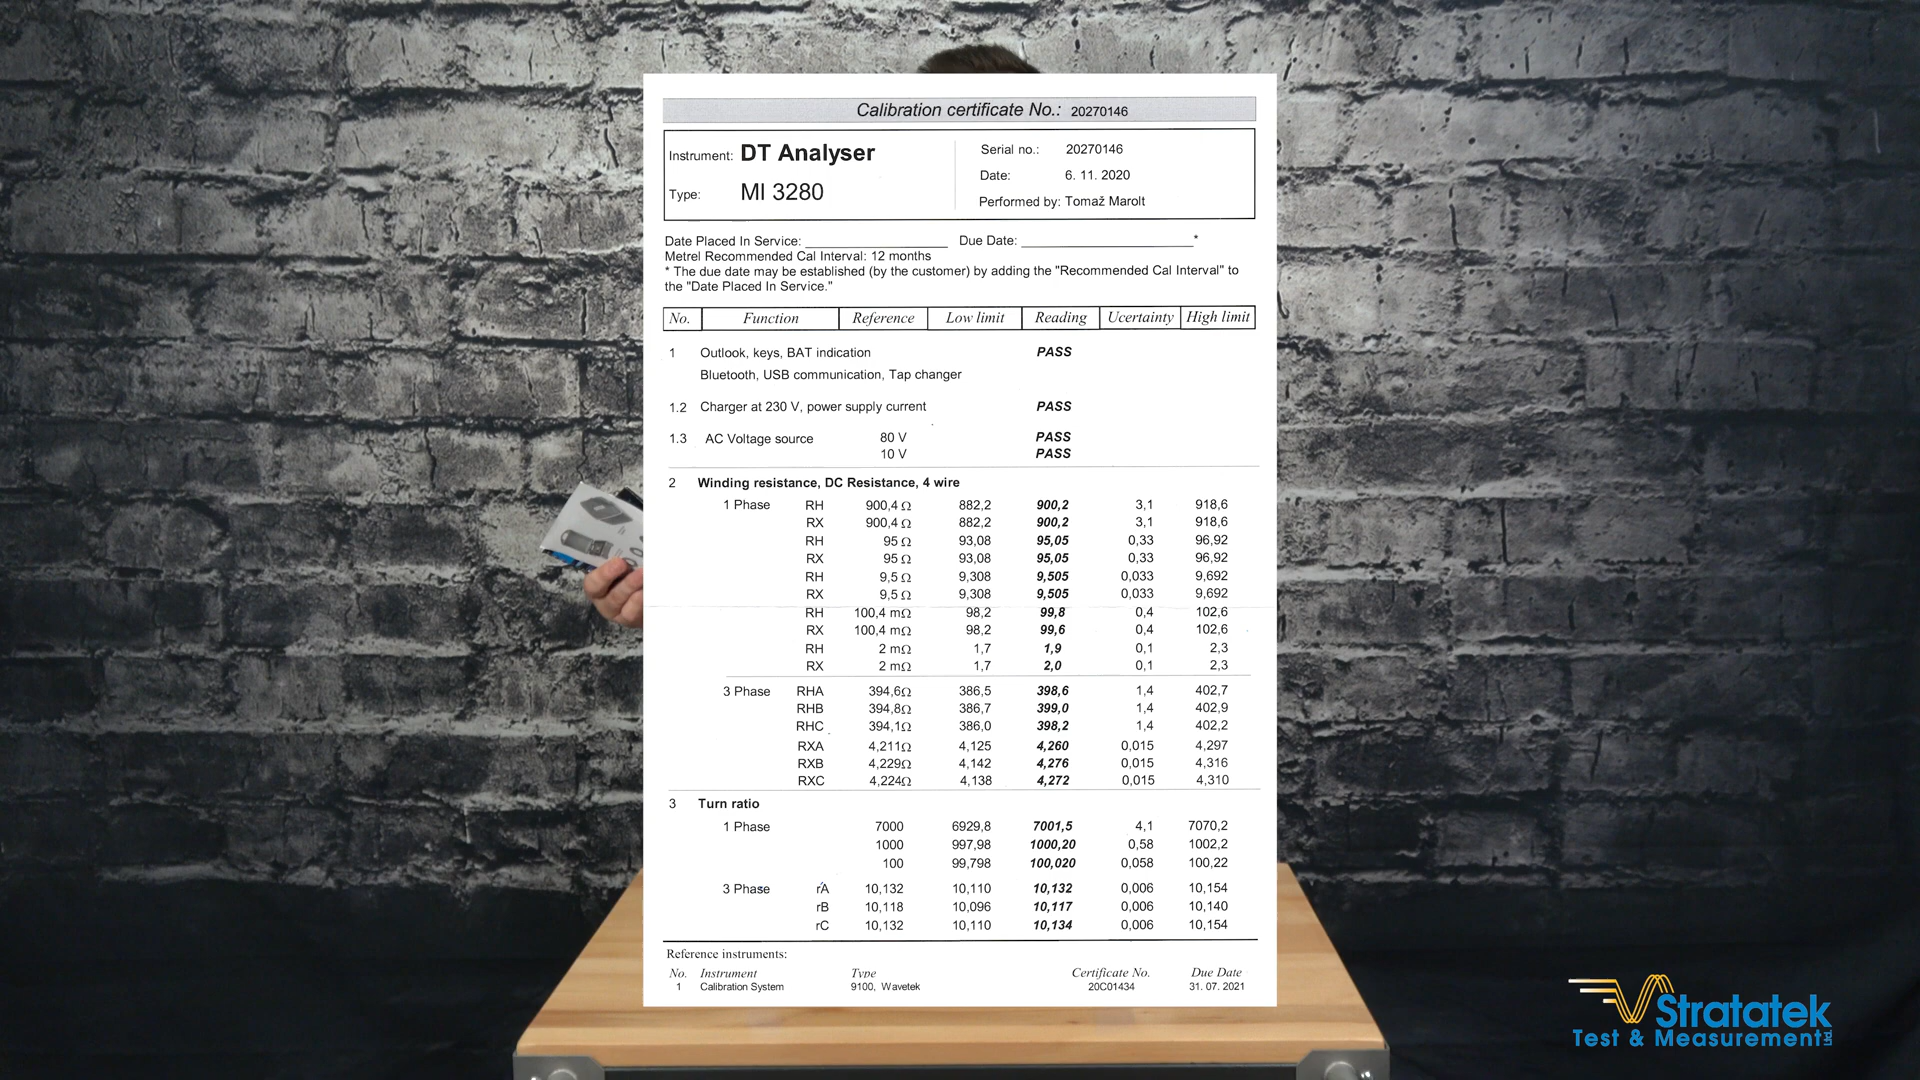 Calibration certificate No.: 20270146
Instrument: DT Analyser Serial no.: 20270146
Date: 6. 11. 2020
Type: MI 3280
Performed by: Tomaž Marolt
Date Placed In Service: ____________________ Due Date: _________________________*
Metrel Recommended Cal Interval: 12 months
* The due date may be established (by the customer) by adding the "Recommended Cal Interval" to
the "Date Placed In Service."
No. Function Reference Low limit Reading Ucertainty High limit
1 Outlook, keys, BAT indication PASS
Bluetooth, USB communication, Tap changer
1.2 Charger at 230 V, power supply current PASS
1.3 AC Voltage source 80 V PASS
10 V PASS
2 Winding resistance, DC Resistance, 4 wire
1 Phase RH 900,4 Ω 882,2 900,2 3,1 918,6
RX 900,4 Ω 882,2 900,2 3,1 918,6
RH 95 Ω 93,08 95,05 0,33 96,92
RX 95 Ω 93,08 95,05 0,33 96,92
RH 9,5 Ω 9,308 9,505 0,033 9,692
RX 9,5 Ω 9,308 9,505 0,033 9,692
RH 100,4 mΩ 98,2 99,8 0,4 102,6
RX 100,4 mΩ 98,2 99,6 0,4 102,6
RH 2 mΩ 1,7 1,9 0,1 2,3
RX 2 mΩ 1,7 2,0 0,1 2,3
3 Phase RHA 394,6Ω 386,5 398,6 1,4 402,7
RHB 394,8Ω 386,7 399,0 1,4 402,9
RHC 394,1Ω 386,0 398,2 1,4 402,2
RXA 4,211Ω 4,125 4,260 0,015 4,297
RXB 4,229Ω 4,142 4,276 0,015 4,316
RXC 4,224Ω 4,138 4,272 0,015 4,310
3 Turn ratio
1 Phase 7000 6929,8 7001,5 4,1 7070,2
1000 997,98 1000,20 0,58 1002,2
100 99,798 100,020 0,058 100,22
3 Phase rA 10,132 10,110 10,132 0,006 10,154
rB 10,118 10,096 10,117 0,006 10,140
rC 10,132 10,110 10,134 0,006 10,154
Reference instruments:
No. Instrument Type Certificate No. Due Date
1 Calibration System 9100, Wavetek 20C01434 31. 07. 2021
Stratatek
Test & Measurement Ltd.